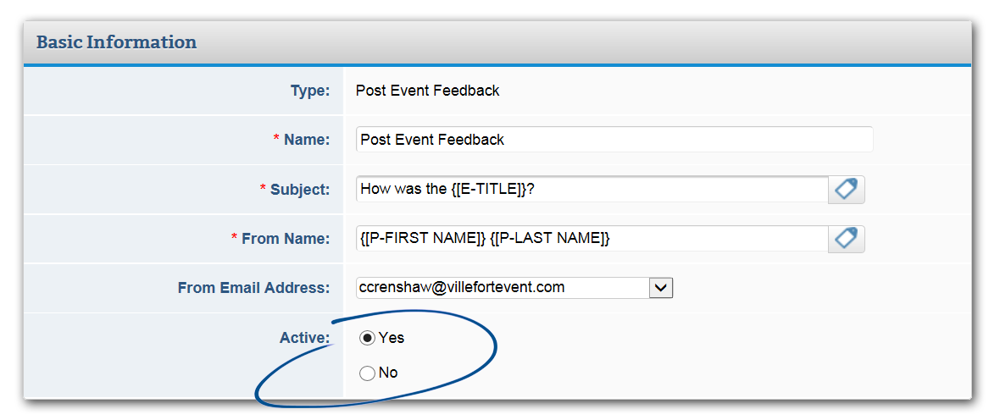 Basic Information
Type: Post Event Feedback
* Name: Post Event Feedback
* Subject: How was the {[E-TITLE]}?
* From Name: {[P-FIRST NAME]} {[P-LAST NAME]}
From Email Address: ccrenshaw@villefortevent.com
Active: Yes
No